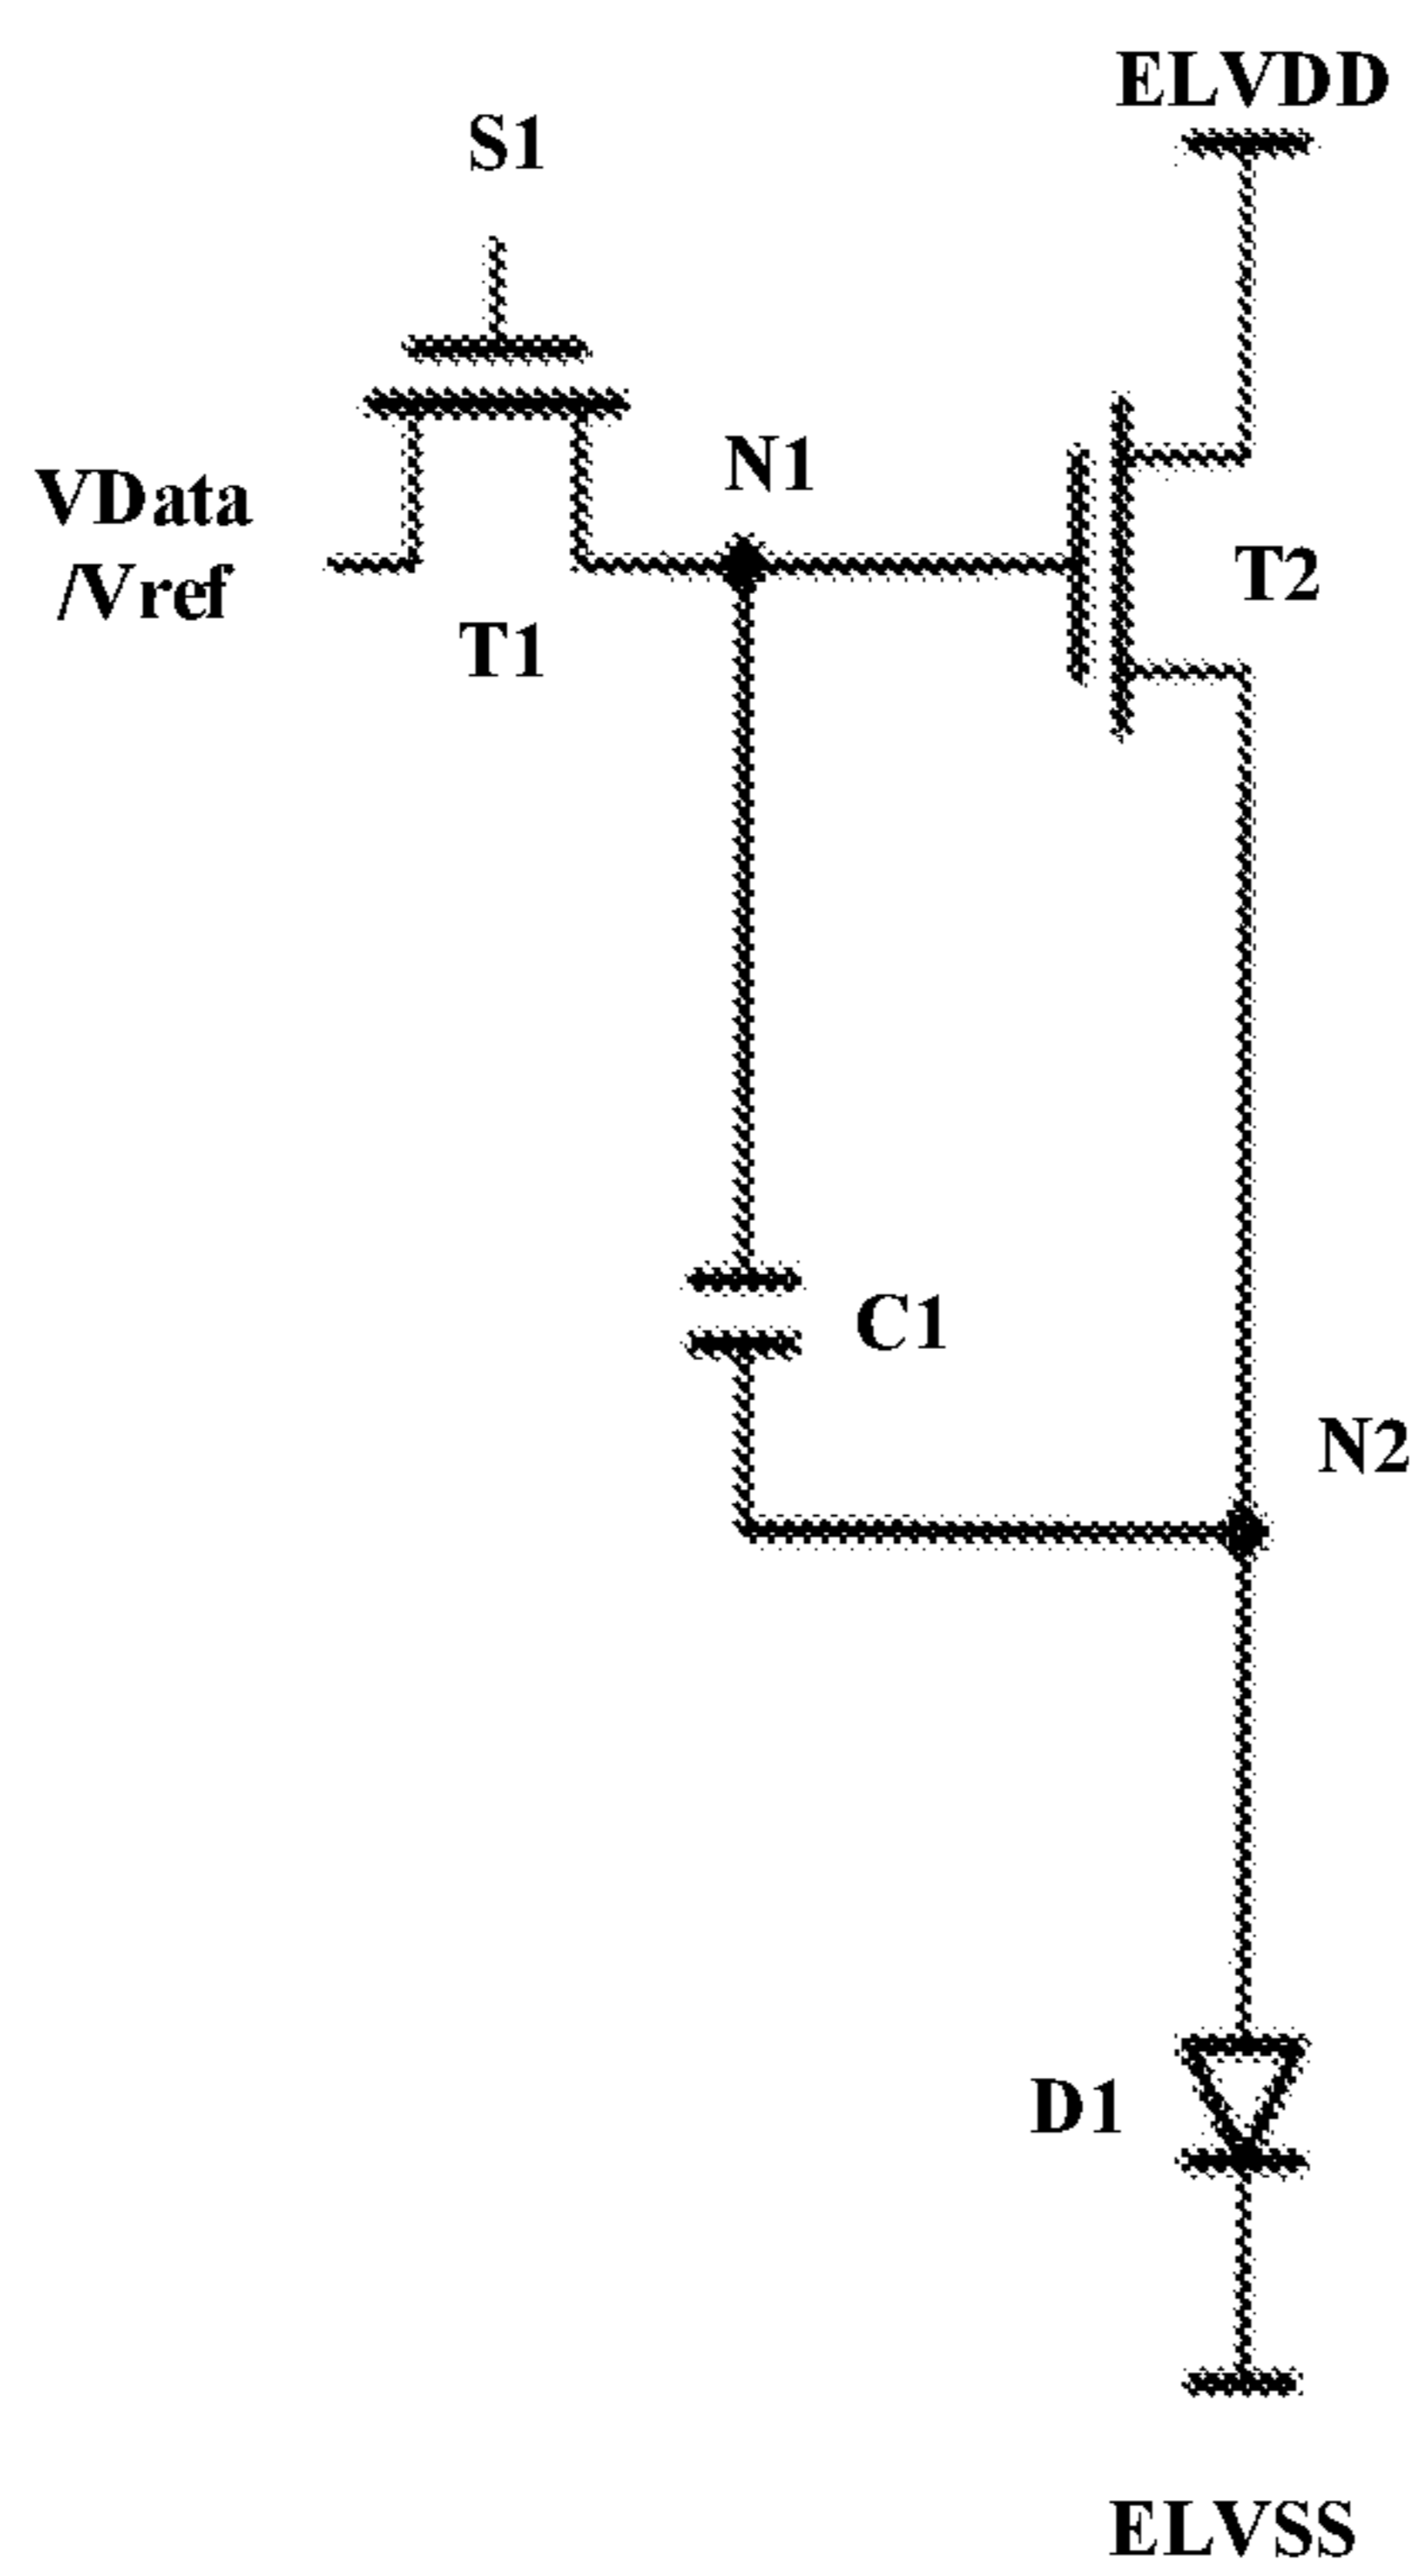 ELVDD
S1
N1
VData
/Vref
T2
T1
C1
N2
D1
ELVSS